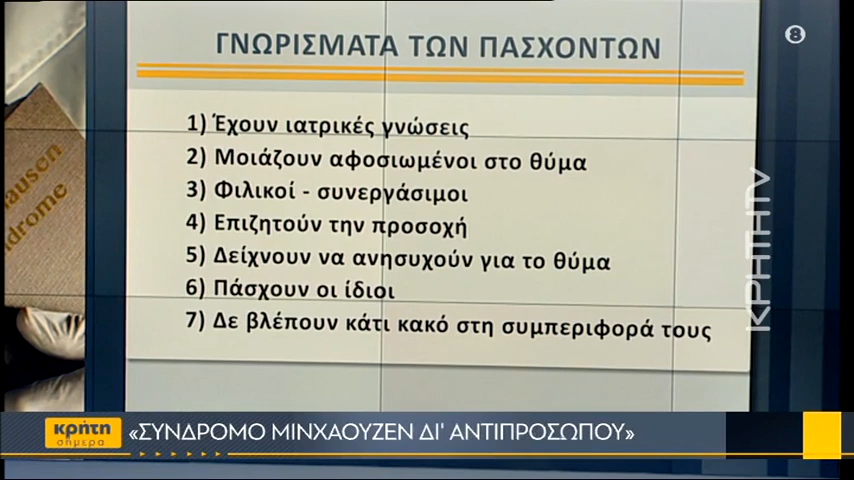 ΓΝΩΡΙΣΜΑΤΑ ΤΩΝ ΠΑΣΧΟΝΤΩΝ
8
1) Έχουν ιατρικές γνώσεις
2) Μοιάζουν αφοσιωμένοι στο θύμα
3) Φιλικοί - συνεργάσιμοι
4) Επιζητούν την προσοχή
5) Δείχνουν να ανησυχούν για το θύμα
6) Πάσχουν οι ίδιοι
7) Δε βλέπουν κάτι κακό στη συμπεριφορά τους
ΚΡΗΤΗTV
κρήτη
σήμερα
«ΣΥΝΔΡΟΜΟ ΜΙΝΧΑΟΥΖΕΝ ΔΙ' ΑΝΤΙΠΡΟΣΩΠΟΥ»